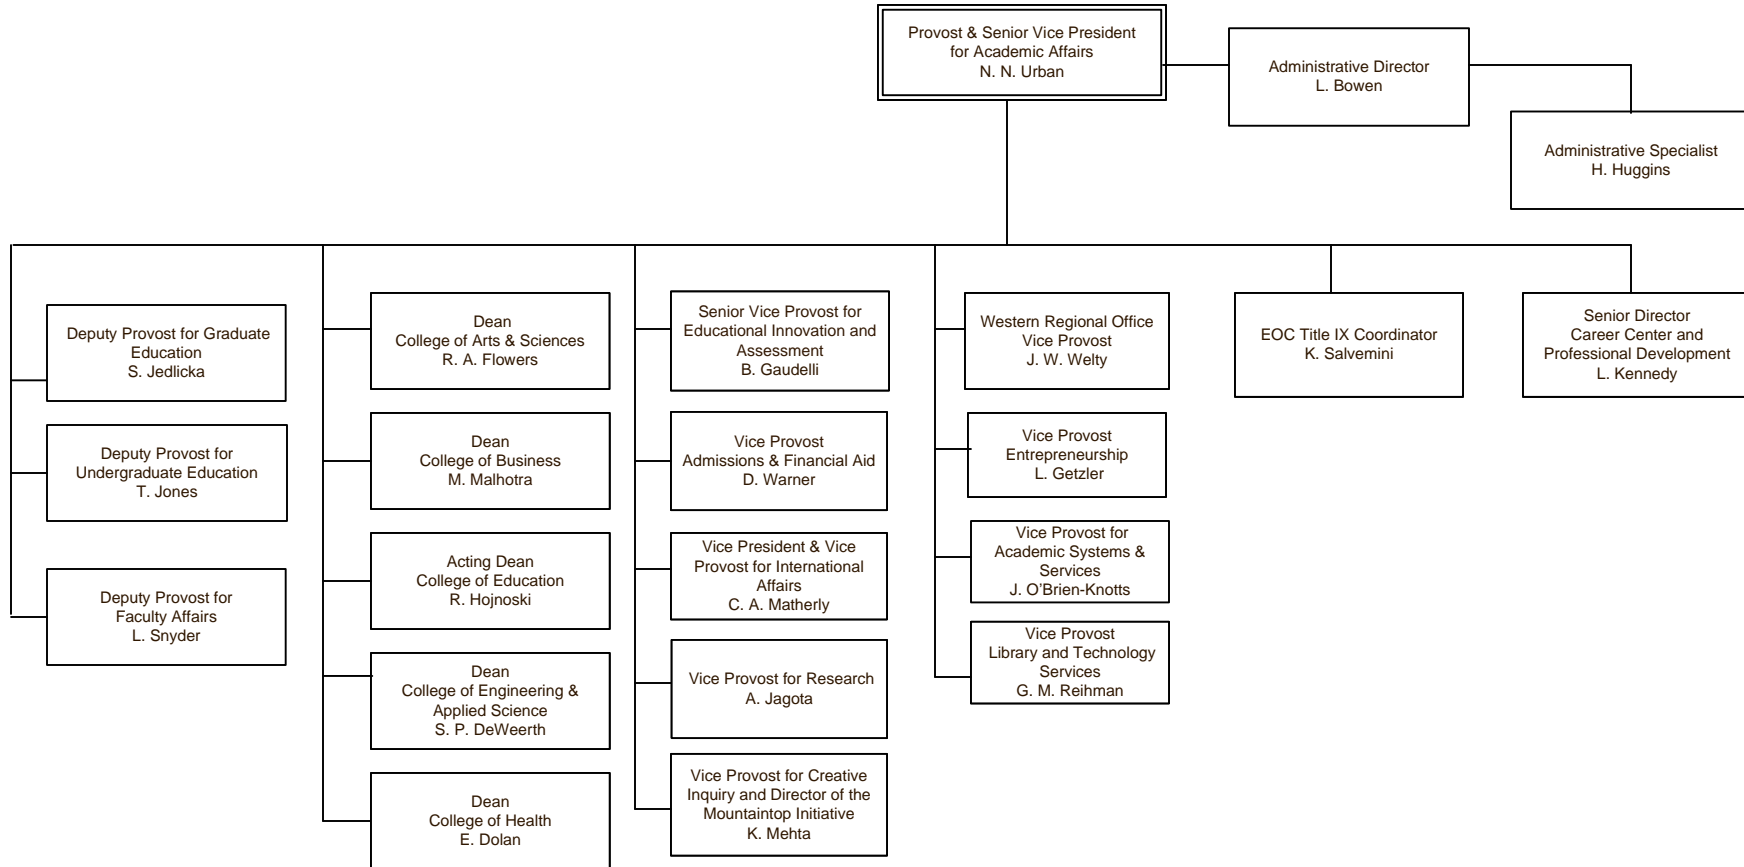 Provost & Senior Vice President
for Academic Affairs
N. N. Urban
Administrative Director
L. Bowen
Administrative Specialist
H. Huggins
Deputy Provost for Graduate
Education
S. Jedlicka
Deputy Provost for
Undergraduate Education
T. Jones
Deputy Provost for
Faculty Affairs
L. Snyder
Dean
College of Arts & Sciences
R. A. Flowers
Dean
College of Business
M. Malhotra
Acting Dean
College of Education
R. Hojnoski
Dean
College of Engineering &
Applied Science
S. P. DeWeerth
Dean
College of Health
E. Dolan
Senior Vice Provost for
Educational Innovation and
Assessment
B. Gaudelli
Vice Provost
Admissions & Financial Aid
D. Warner
Vice President & Vice
Provost for International
Affairs
C. A. Matherly
Vice Provost for Research
A. Jagota
Vice Provost for Creative
Inquiry and Director of the
Mountaintop Initiative
K. Mehta
Western Regional Office
Vice Provost
J. W. Welty
Vice Provost
Entrepreneurship
L. Getzler
Vice Provost for
Academic Systems &
Services
J. O’Brien-Knotts
Vice Provost
Library and Technology
Services
G. M. Reihman
EOC Title IX Coordinator
K. Salvemini
Senior Director
Career Center and
Professional Development
L. Kennedy